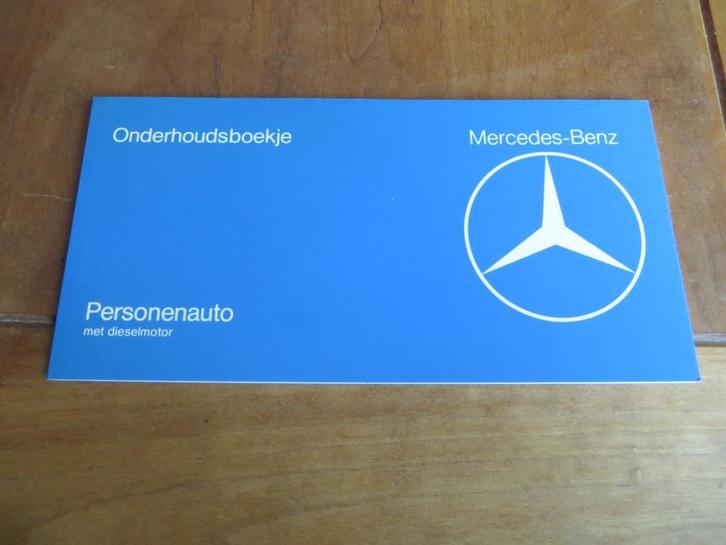 Onderhoudsboekje
Mercedes-Benz
Personenauto
met dieselmotor